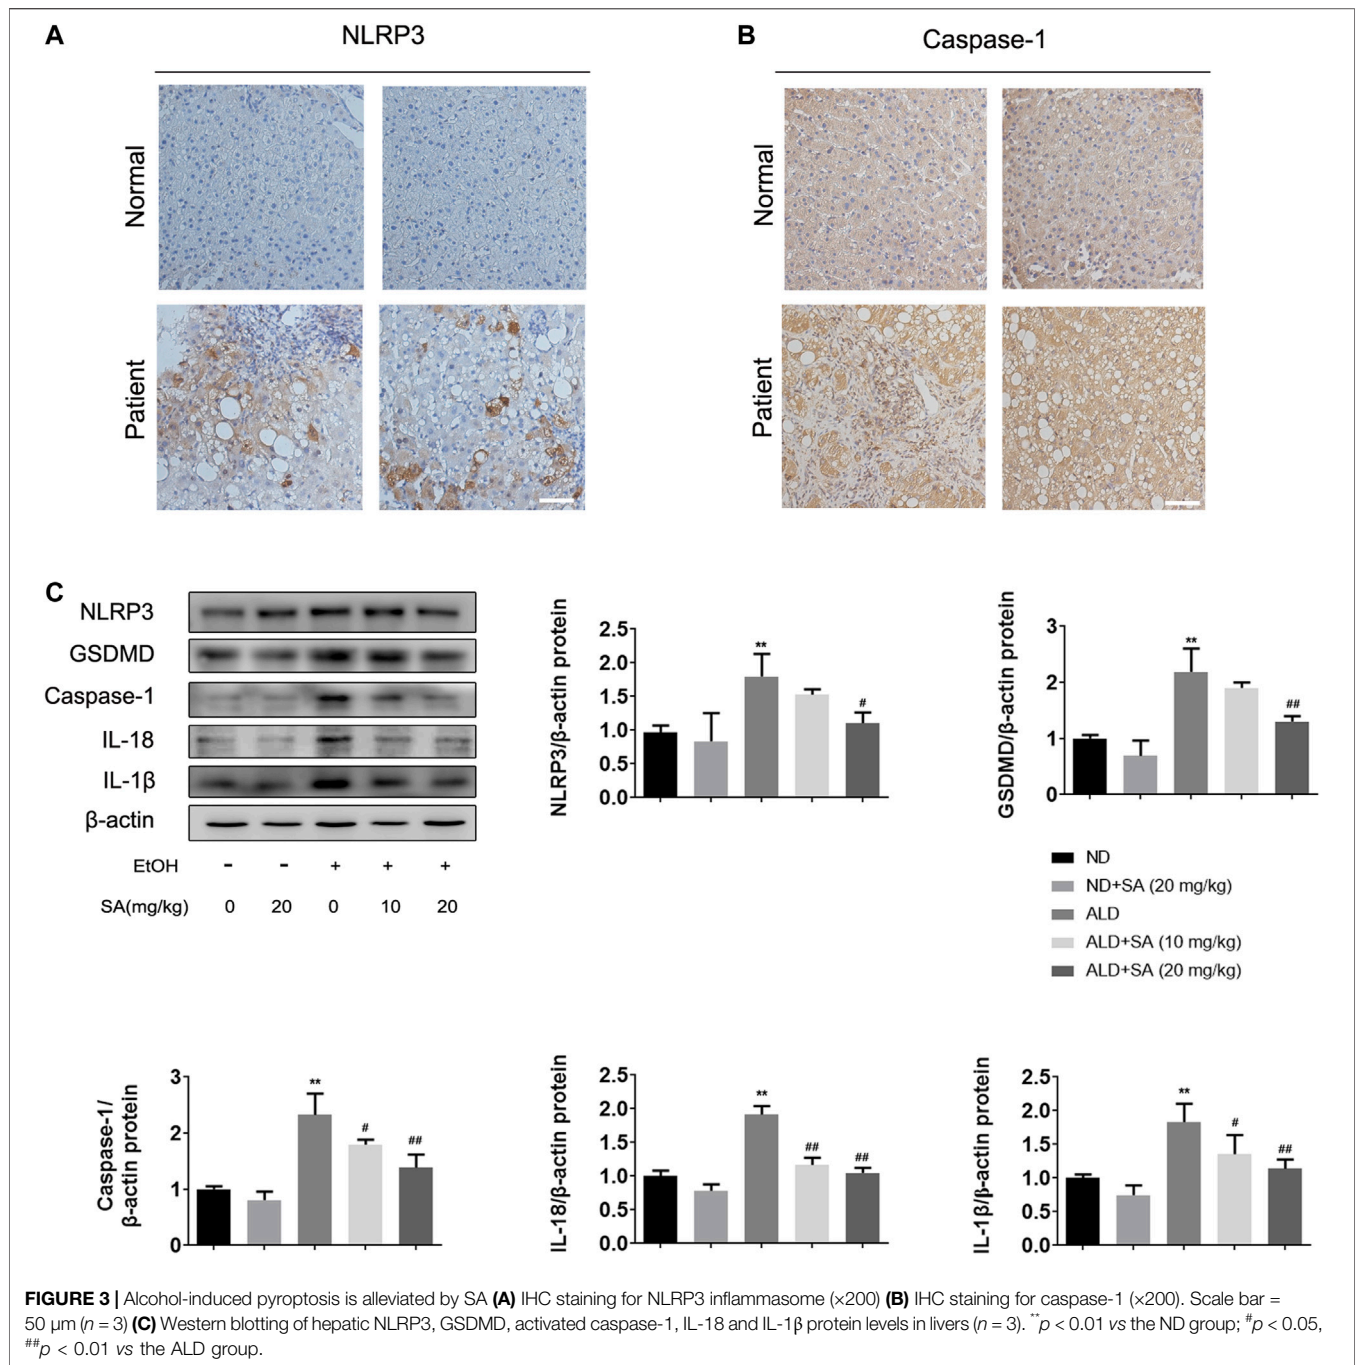 A
NLRP3
B
Caspase-1
Normal
Normal
Patient
Patient
C
NLRP3
GSDMD
Caspase-1
IL-18
IL-1β
β-actin
EtOH - - + + +
SA(mg/kg) 0 20 0 10 20
NLRP3/β-actin protein
2.5
2.0
1.5
1.0
0.5
0.0
**
#
GSDMD/β-actin protein
3
2
1
0
**
##
ND
ND+SA (20 mg/kg)
ALD
ALD+SA (10 mg/kg)
ALD+SA (20 mg/kg)
Caspase-1/
β-actin protein
3
2
1
0
**
#
##
IL-18/β-actin protein
2.5
2.0
1.5
1.0
0.5
0.0
**
##
##
IL-1β/β-actin protein
2.5
2.0
1.5
1.0
0.5
0.0
**
#
##
FIGURE 3 | Alcohol-induced pyroptosis is alleviated by SA (A) IHC staining for NLRP3 inflammasome (×200) (B) IHC staining for caspase-1 (×200). Scale bar =
50 µm (n = 3) (C) Western blotting of hepatic NLRP3, GSDMD, activated caspase-1, IL-18 and IL-1β protein levels in livers (n = 3). **p < 0.01 vs the ND group; #p < 0.05,
##p < 0.01 vs the ALD group.